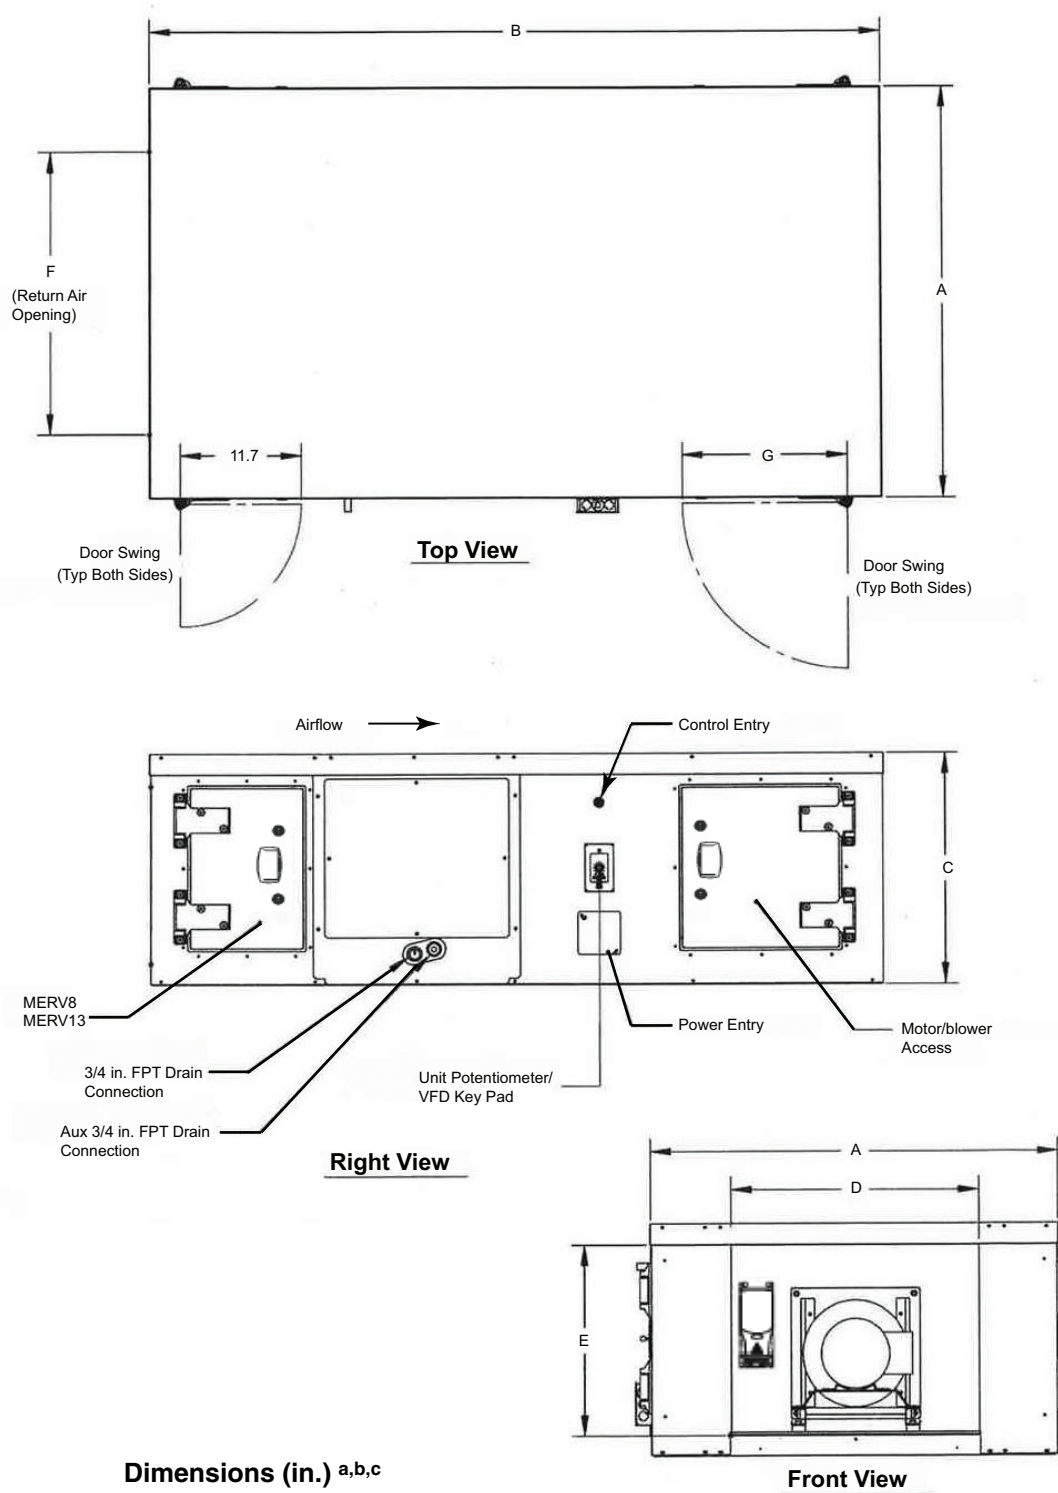 B
F
(Return Air
Opening)
A
11.7
G
Door Swing
(Typ Both Sides)
Top View
Door Swing
(Typ Both Sides)
Airflow
Control Entry
C
MERV8
MERV13
Power Entry
Motor/blower
Access
3/4 in. FPT Drain
Connection
Unit Potentiometer/
VFD Key Pad
Aux 3/4 in. FPT Drain
Connection
Right View
A
D
E
Dimensions (in.) a,b,c
Front View